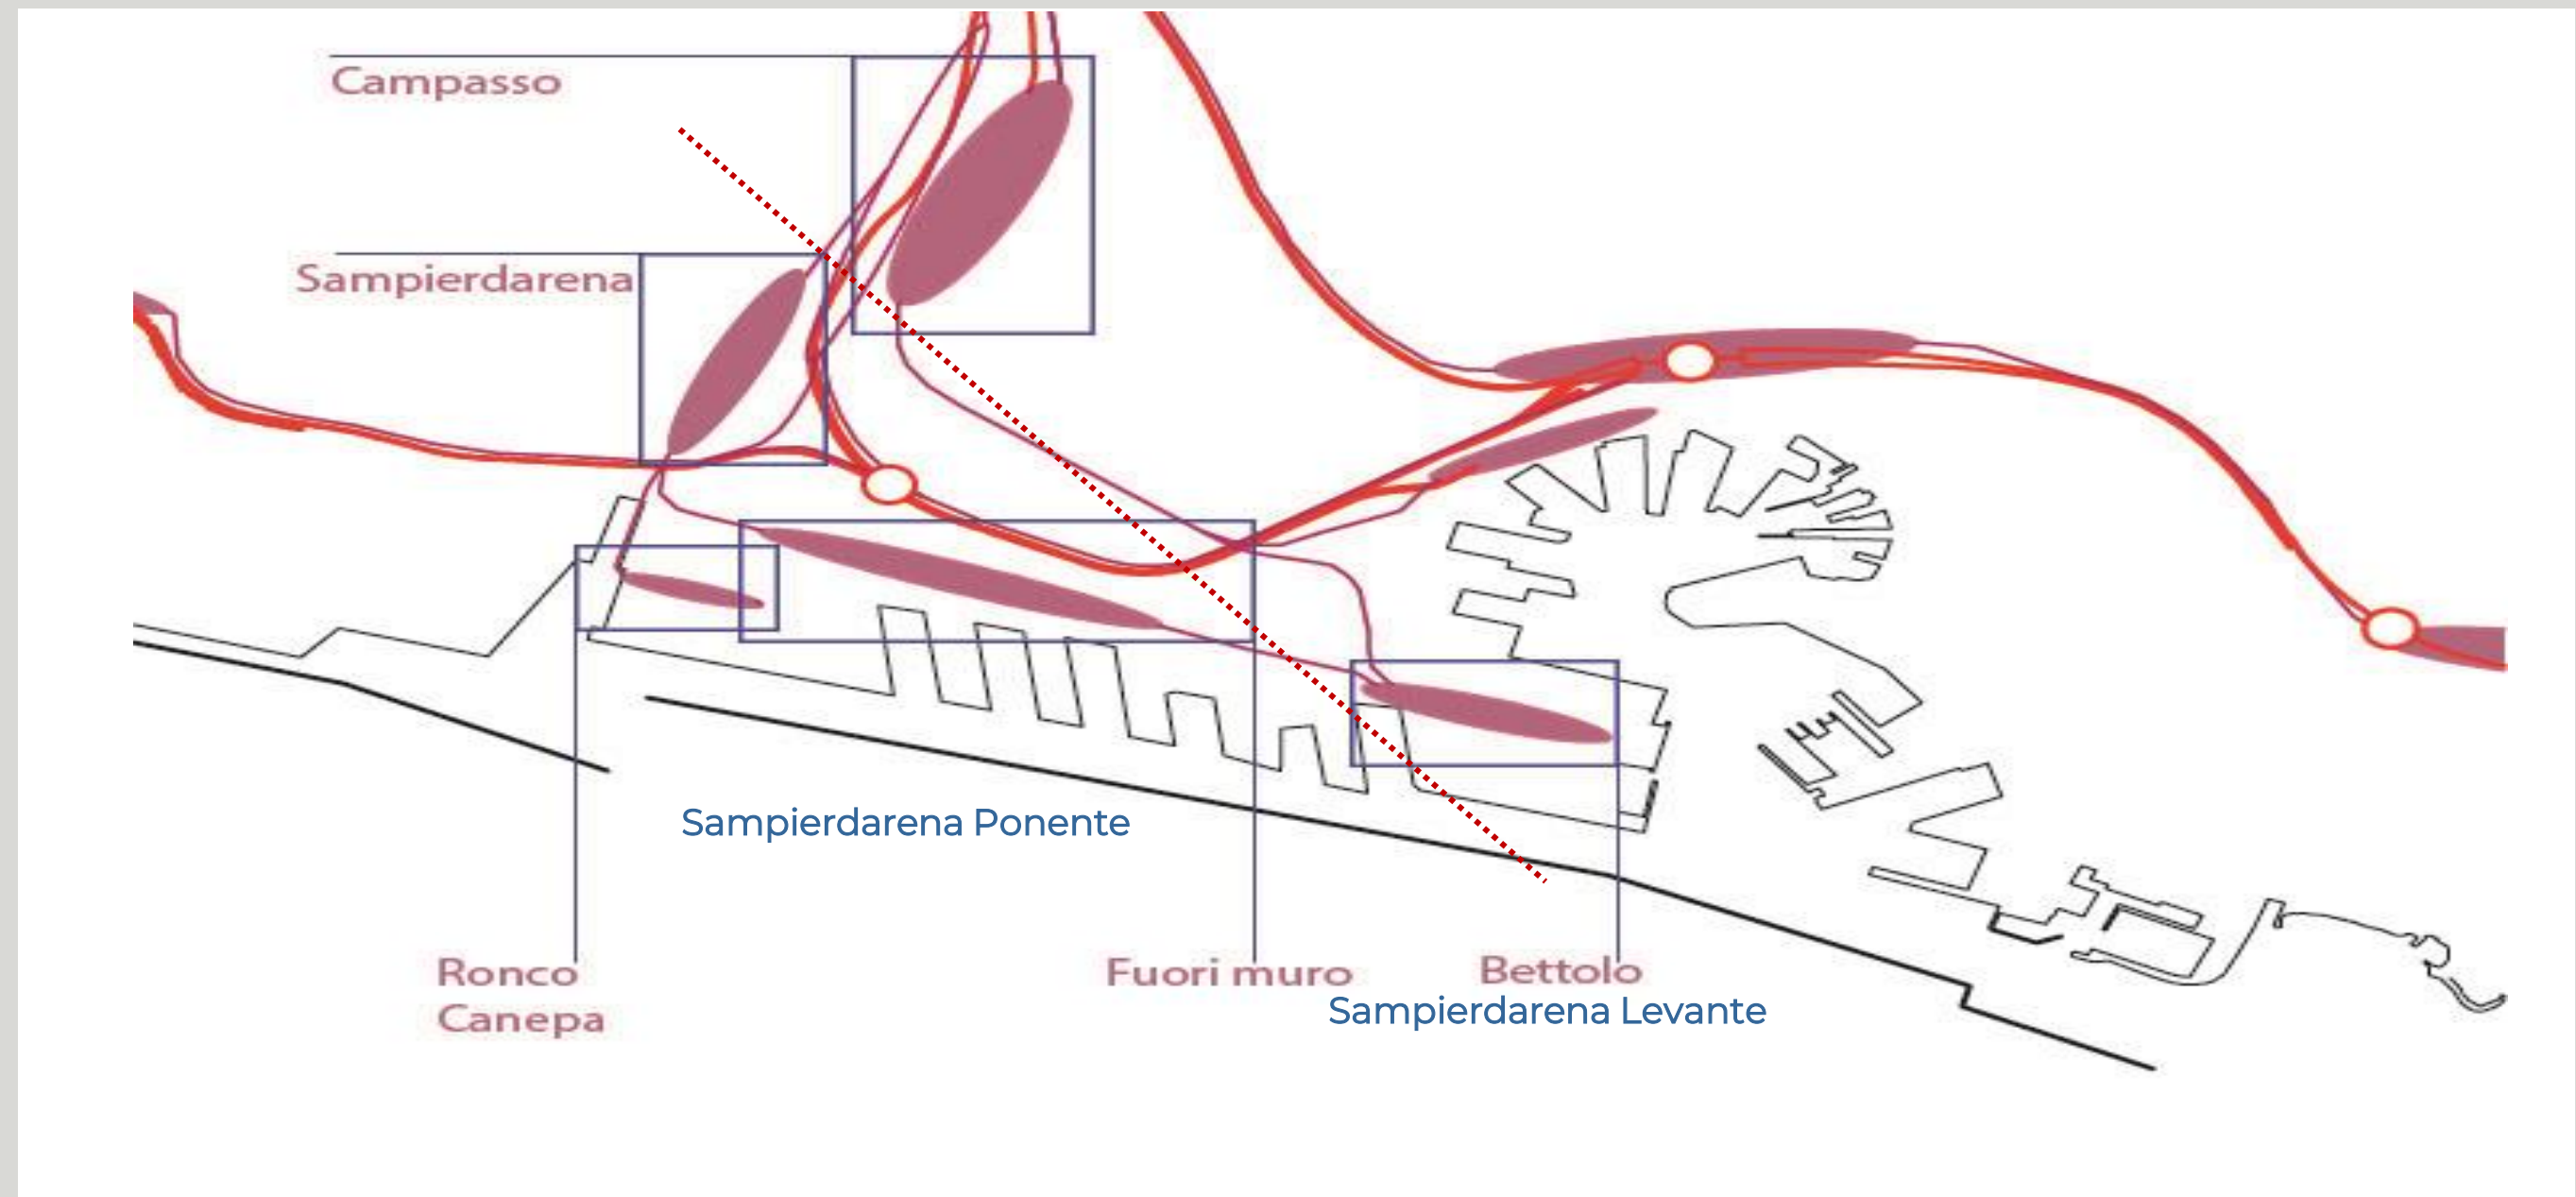 Campasso
Sampierdarena
Sampierdarena Ponente
Ronco
Canepa
Fuori muro
Bettolo
Sampierdarena Levante